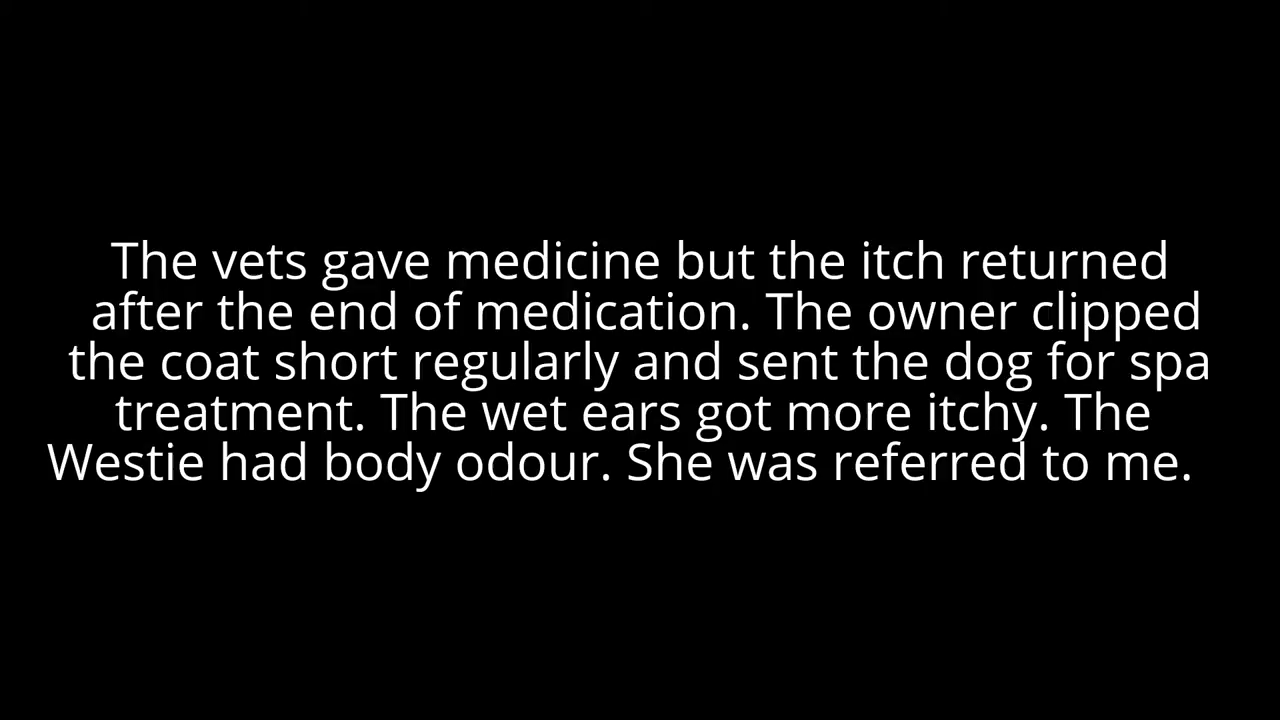 The vets gave medicine but the itch returned
after the end of medication. The owner clipped
the coat short regularly and sent the dog for spa
treatment. The wet ears got more itchy. The
Westie had body odour. She was referred to me.